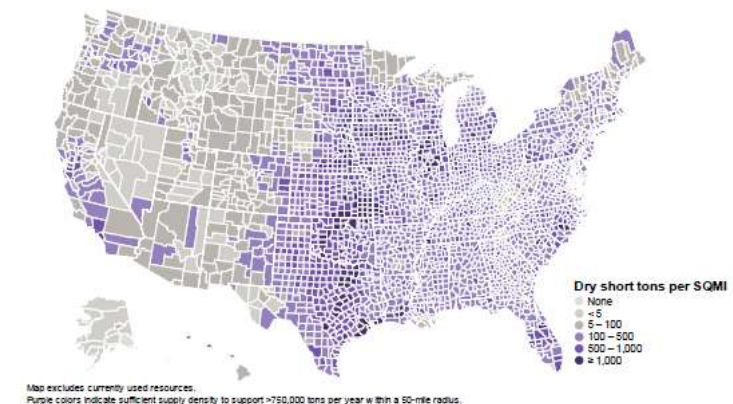 Dry short tons per SQMI
None
< 5
5 – 100
100 – 500
500 – 1,000
≥ 1,000
Map excludes currently used resources.
Purple colors indicate sufficient supply density to support >750,000 tons per year within a 50-mile radius.